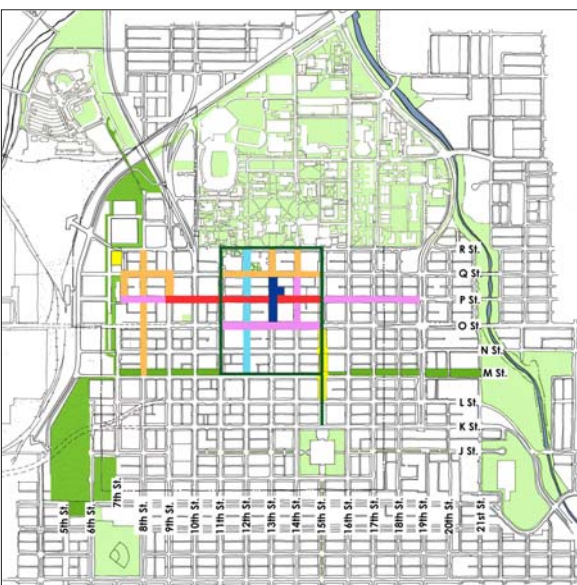 R St.
Q St.
P St.
O St.
N St.
M St.
L St.
K St.
J St.
5th St.
6th St.
7th St.
8th St.
9th St.
10th St.
11th St.
12th St.
13th St.
14th St.
15th St.
16th St.
17th St.
18th St.
19th St.
20th St.
21st St.